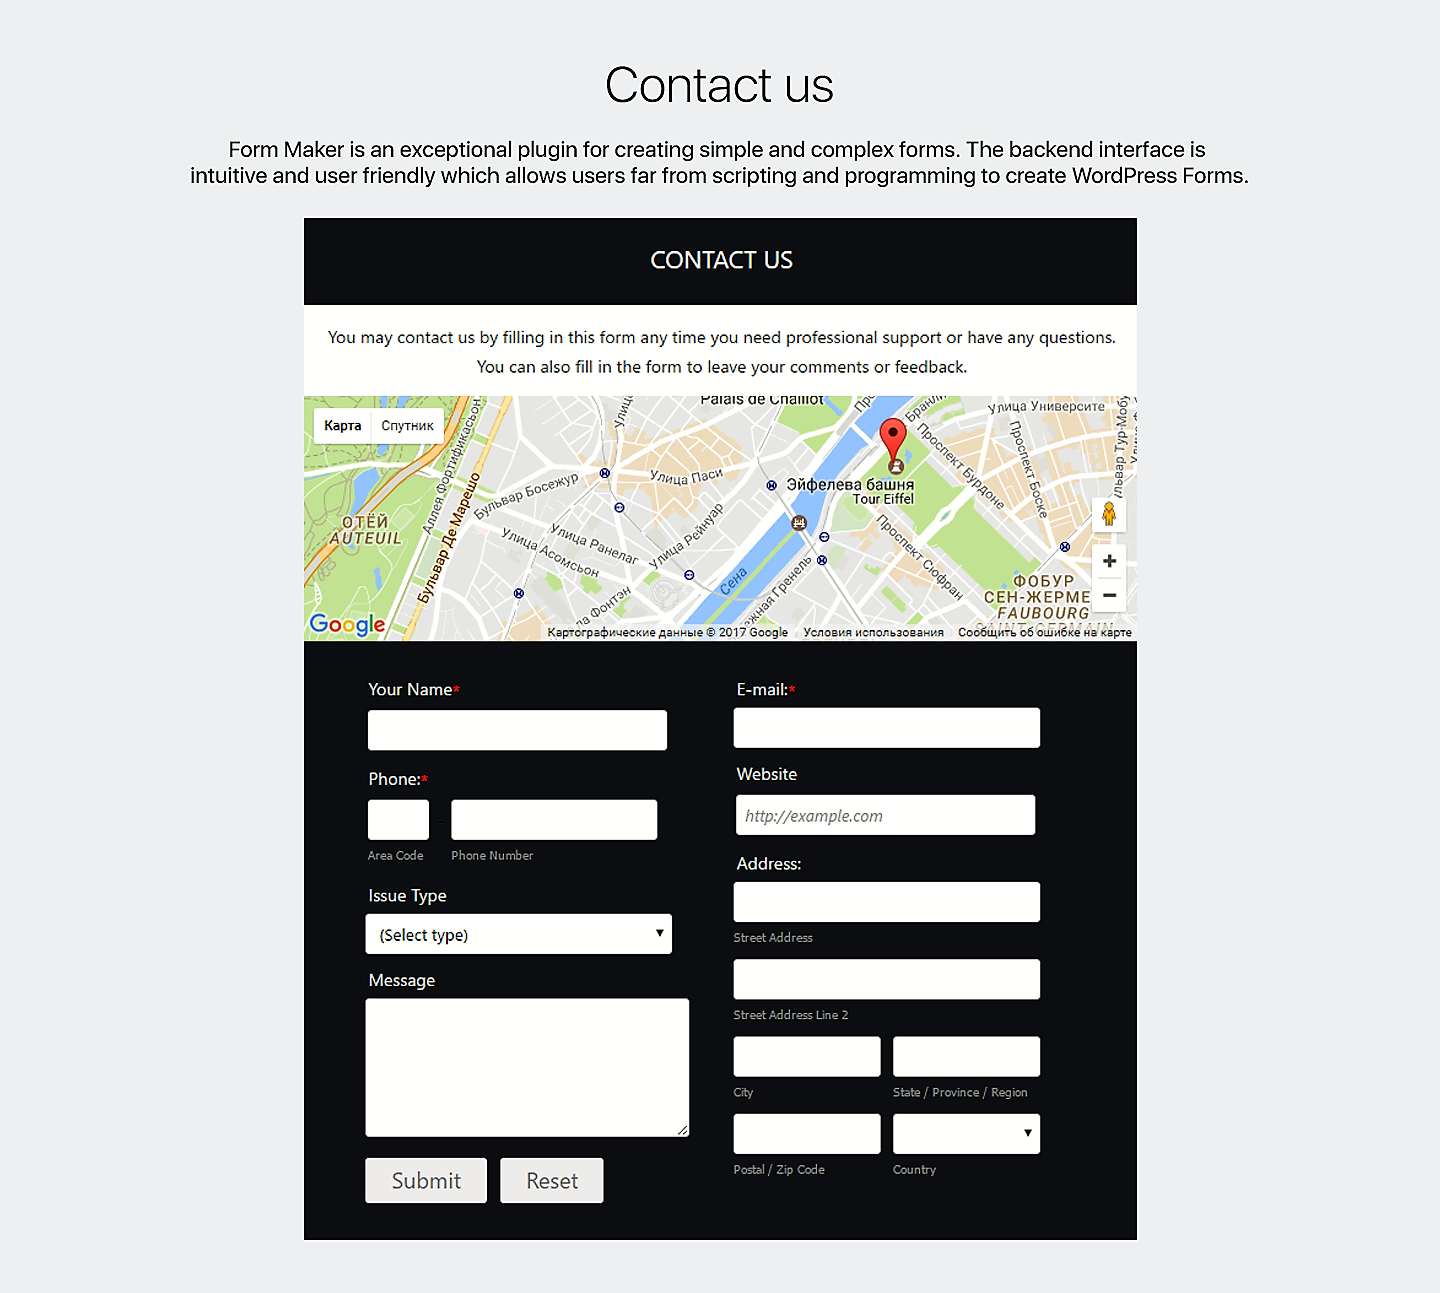 Contact us
Form Maker is an exceptional plugin for creating simple and complex forms. The backend interface is
intuitive and user friendly which allows users far from scripting and programming to create WordPress Forms.
CONTACT US
You may contact us by filling in this form any time you need professional support or have any questions.
You can also fill in the form to leave your comments or feedback.
Карта
Спутник
Palais de Chaillot
Улица Университе
Улица Паси
Бульвар Босежур
Аллея Фортификасьон
Бульвар Де Марешо
Улица Ранелаг
Улица Асомсьон
Улица Рейнуар
Эйфелева башня
Tour Eiffel
Проспект Бурдоне
Проспект Боске
Проспект Сюфрен
ОТЁЙ
AUTEUIL
Сена
ФОБУР
СЕН-ЖЕРМЕ
FAUBOURG
SAINT-GERMAIN
+
−
Google
Картографические данные © 2017 Google
Условия использования
Сообщить об ошибке на карте
Your Name*
E-mail:*
Phone:*
Website
http://example.com
Area Code
Phone Number
Address:
Issue Type
(Select type)
Street Address
Message
Street Address Line 2
City
State / Province / Region
Postal / Zip Code
Country
Submit
Reset